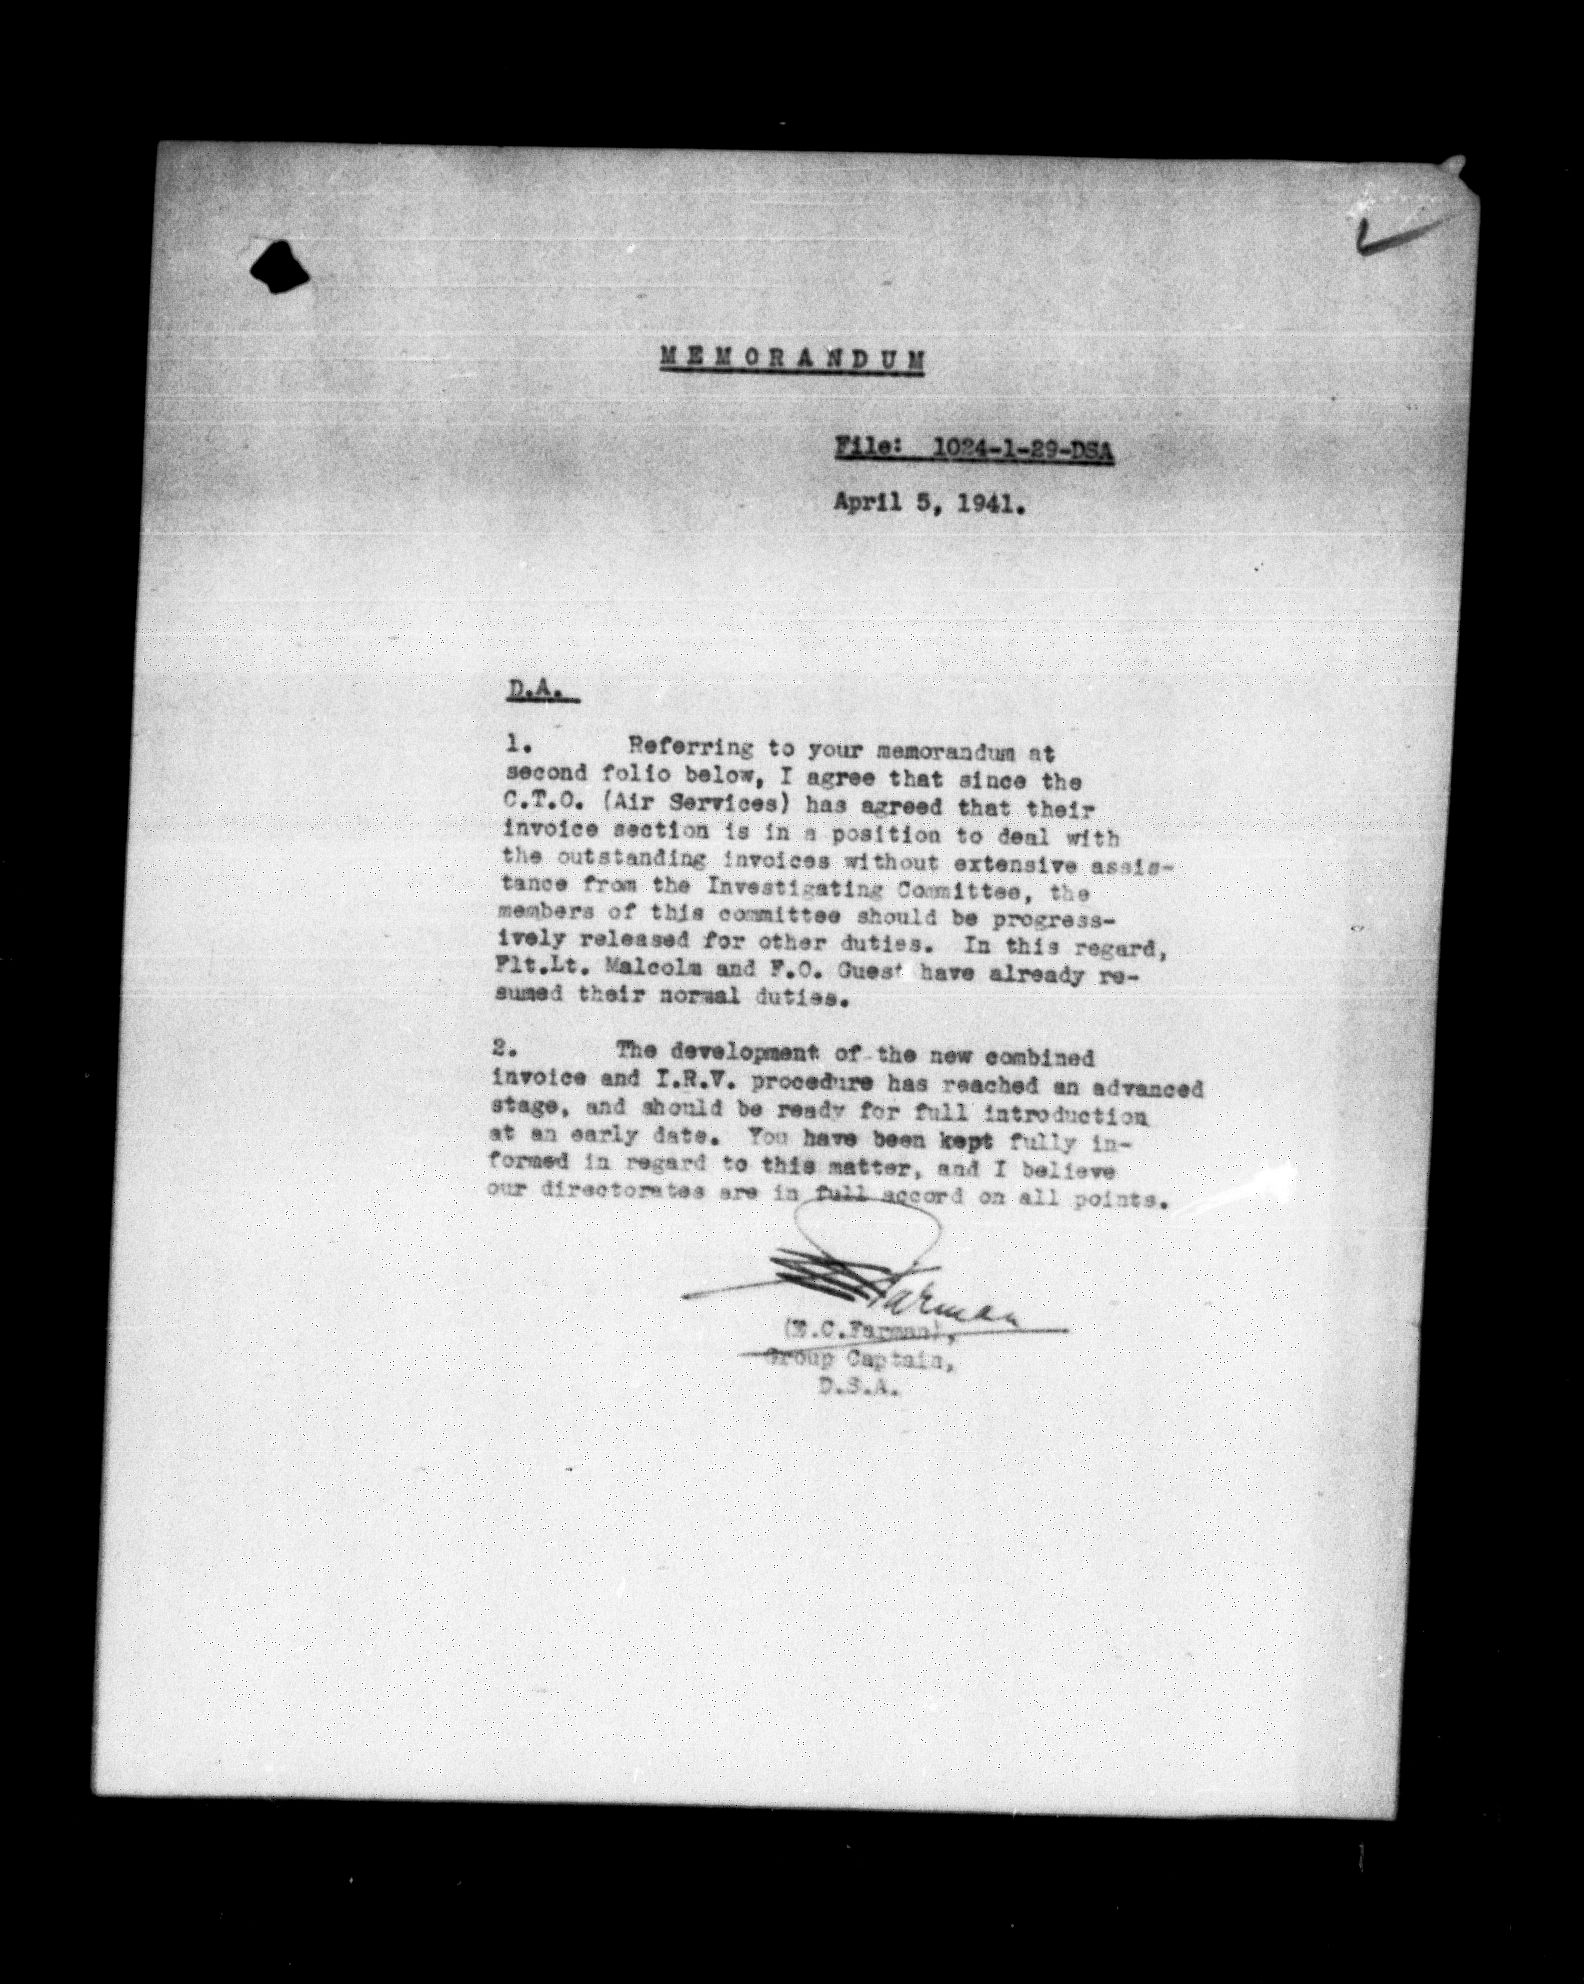 MEMORANDUM
File: 1024-1-29-DSA
April 5, 1941.
D.A.
1. Referring to your memorandum at
second folio below, I agree that since the
C.T.O. (Air Services) has agreed that their
invoice section is in a position to deal with
the outstanding invoices without extensive assis-
tance from the Investigating Committee, the
members of this committee should be progress-
ively released for other duties. In this regard,
Flt.Lt. Malcolm and F.O. Guest have already re-
sumed their normal duties.
2. The development of the new combined
invoice and I.R.V. procedure has reached an advanced
stage, and should be ready for full introduction
at an early date. You have been kept fully in-
formed in regard to this matter, and I believe
our directorates are in full accord on all points.
Farman
(E.C.Farman),
Group Captain,
D.S.A.